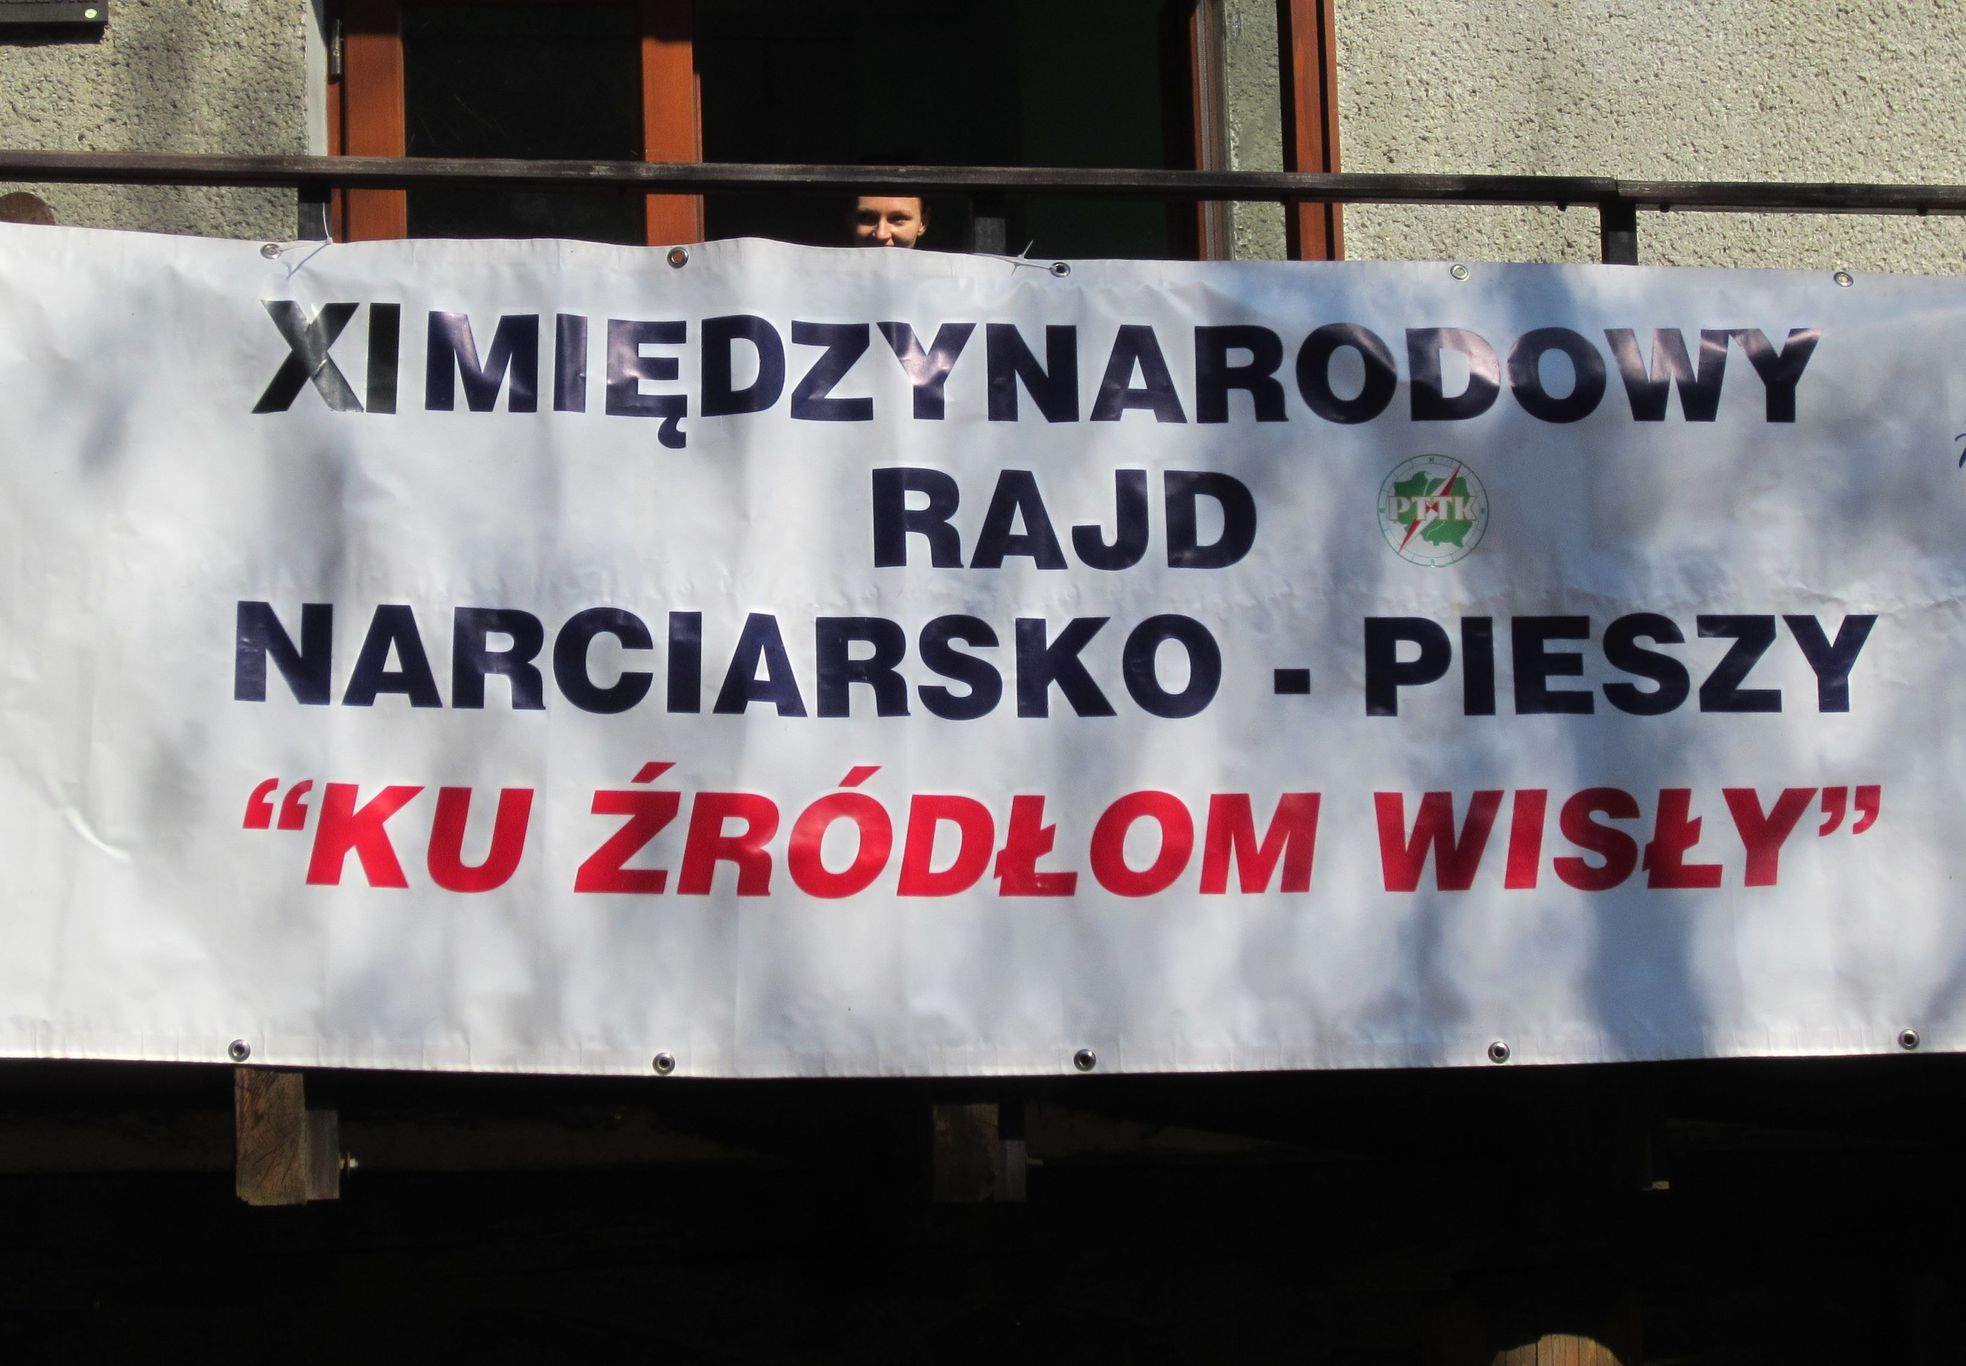 XI MIĘDZYNARODOWY
RAJD
PTTK
NARCIARSKO - PIESZY
“KU ŹRÓDŁOM WISŁY”